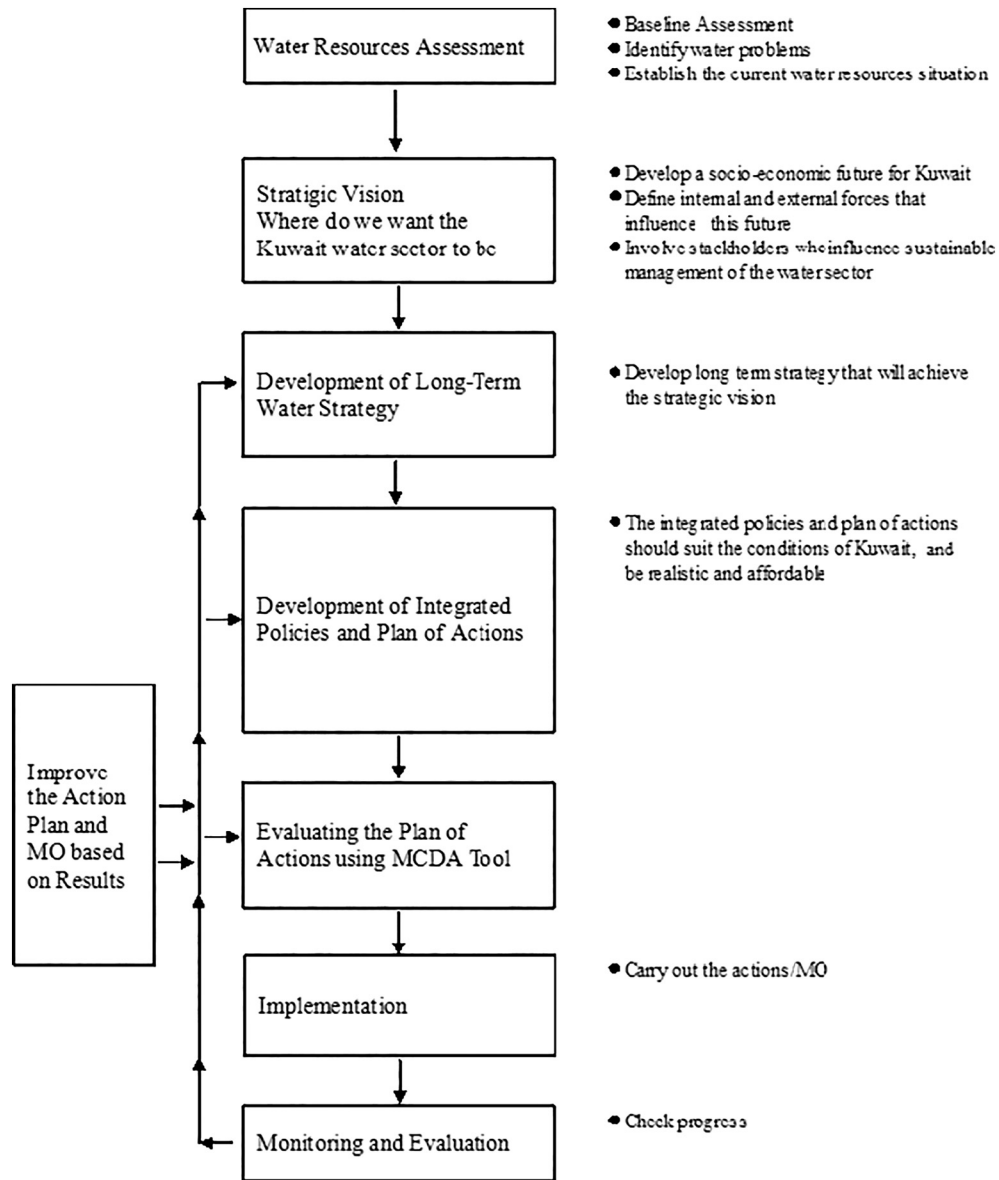 Water Resources Assessment
● Baseline Assessment
● Identify water problems
● Establish the current water resources situation
Stratigic Vision
Where do we want the
Kuwait water sector to be
● Develop a socio-economic future for Kuwait
● Define internal and external forces that
influence this future
● Involve stackholders who influence sustainable
management of the water sector
Development of Long-Term
Water Strategy
● Develop long term strategy that will achieve
the strategic vision
Development of Integrated
Policies and Plan of Actions
● The integrated policies and plan of actions
should suit the conditions of Kuwait, and
be realistic and affordable
Improve
the Action
Plan and
MO based
on Results
Evaluating the Plan of
Actions using MCDA Tool
Implementation
● Carry out the actions/MO
Monitoring and Evaluation
● Check progress